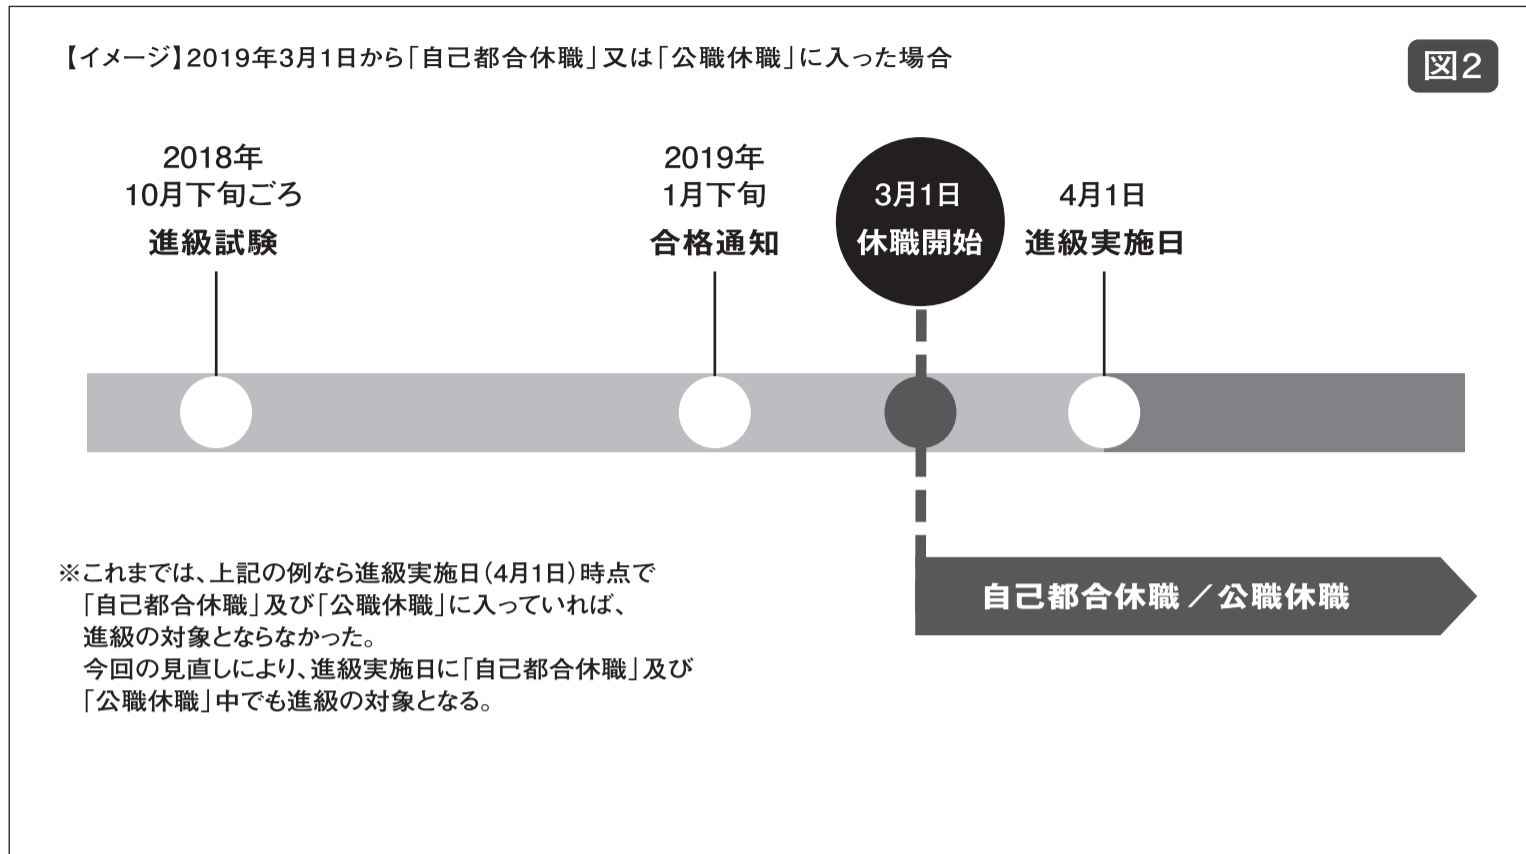 【イメージ】2019年3月1日から「自己都合休職」又は「公職休職」に入った場合
図2
2018年
10月下旬ごろ
進級試験
2019年
1月下旬
合格通知
3月1日
休職開始
4月1日
進級実施日
自己都合休職／公職休職
※これまでは、上記の例なら進級実施日(4月1日)時点で
「自己都合休職」及び「公職休職」に入っていれば、
進級の対象とならなかった。
今回の見直しにより、進級実施日に「自己都合休職」及び
「公職休職」中でも進級の対象となる。